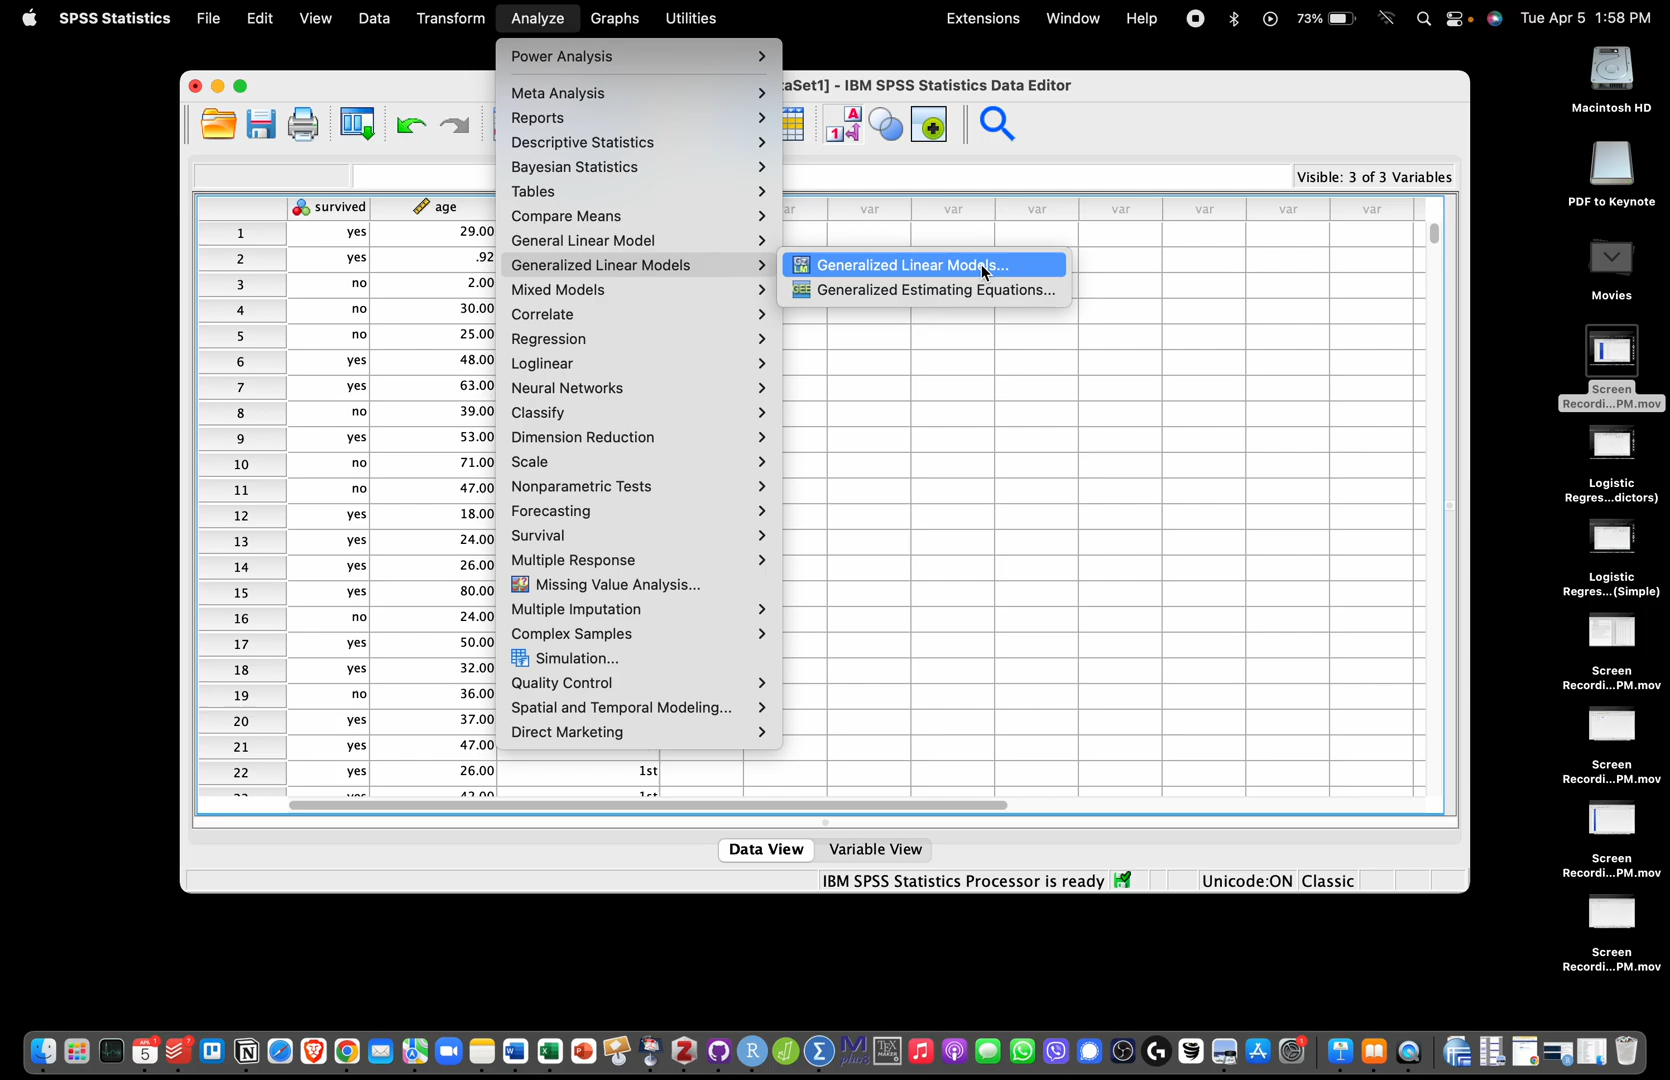 SPSS Statistics File Edit View Data Transform Analyze Graphs Utilities Extensions Window Help 73% Tue Apr 5 1:58 PM
Power Analysis
Meta Analysis
Reports
Descriptive Statistics
Bayesian Statistics
Tables
Compare Means
General Linear Model
Generalized Linear Models
Mixed Models
Correlate
Regression
Loglinear
Neural Networks
Classify
Dimension Reduction
Scale
Nonparametric Tests
Forecasting
Survival
Multiple Response
Missing Value Analysis...
Multiple Imputation
Complex Samples
Simulation...
Quality Control
Spatial and Temporal Modeling...
Direct Marketing
Generalized Linear Models...
Generalized Estimating Equations...
aSet1] - IBM SPSS Statistics Data Editor
Visible: 3 of 3 Variables
survived age var var var var var var var
1 yes 29.00
2 yes .92
3 no 2.00
4 no 30.00
5 no 25.00
6 yes 48.00
7 yes 63.00
8 no 39.00
9 yes 53.00
10 no 71.00
11 no 47.00
12 yes 18.00
13 yes 24.00
14 yes 26.00
15 yes 80.00
16 no 24.00
17 yes 50.00
18 yes 32.00
19 no 36.00
20 yes 37.00
21 yes 47.00
22 yes 26.00 1st
23 yes 42.00 1st
Data View Variable View
IBM SPSS Statistics Processor is ready Unicode:ON Classic
Macintosh HD
PDF to Keynote
Movies
Screen
Recordi...PM.mov
Logistic
Regres...dictors)
Logistic
Regres...(Simple)
Screen
Recordi...PM.mov
Screen
Recordi...PM.mov
Screen
Recordi...PM.mov
Screen
Recordi...PM.mov